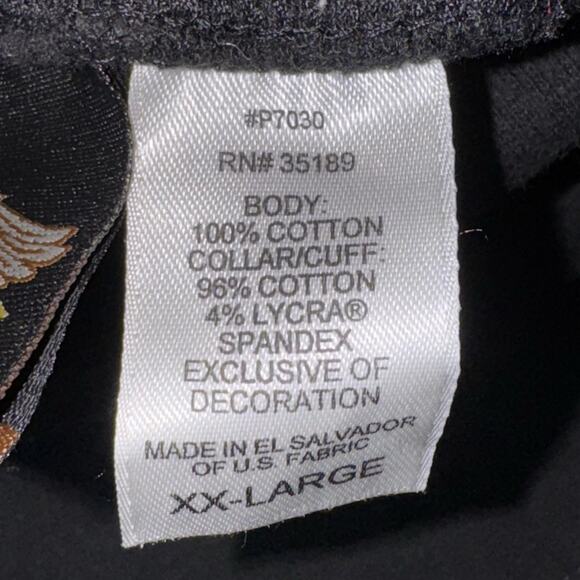 #P7030
RN# 35189
BODY:
100% COTTON
COLLAR/CUFF:
96% COTTON
4% LYCRA®
SPANDEX
EXCLUSIVE OF
DECORATION
MADE IN EL SALVADOR
OF U.S. FABRIC
XX-LARGE